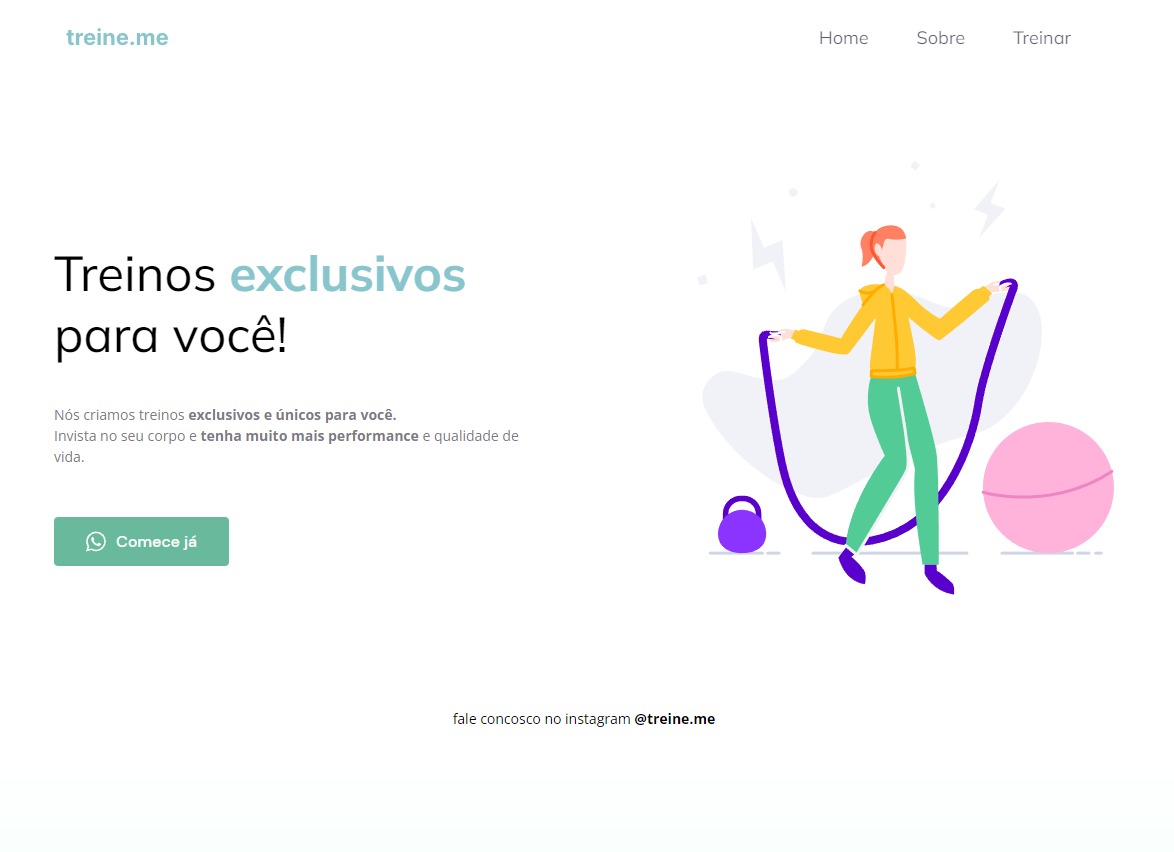 treine.me
Home Sobre Treinar
Treinos exclusivos
para você!
Nós criamos treinos exclusivos e únicos para você.
Invista no seu corpo e tenha muito mais performance e qualidade de
vida.
Comece já
fale concosco no instagram @treine.me